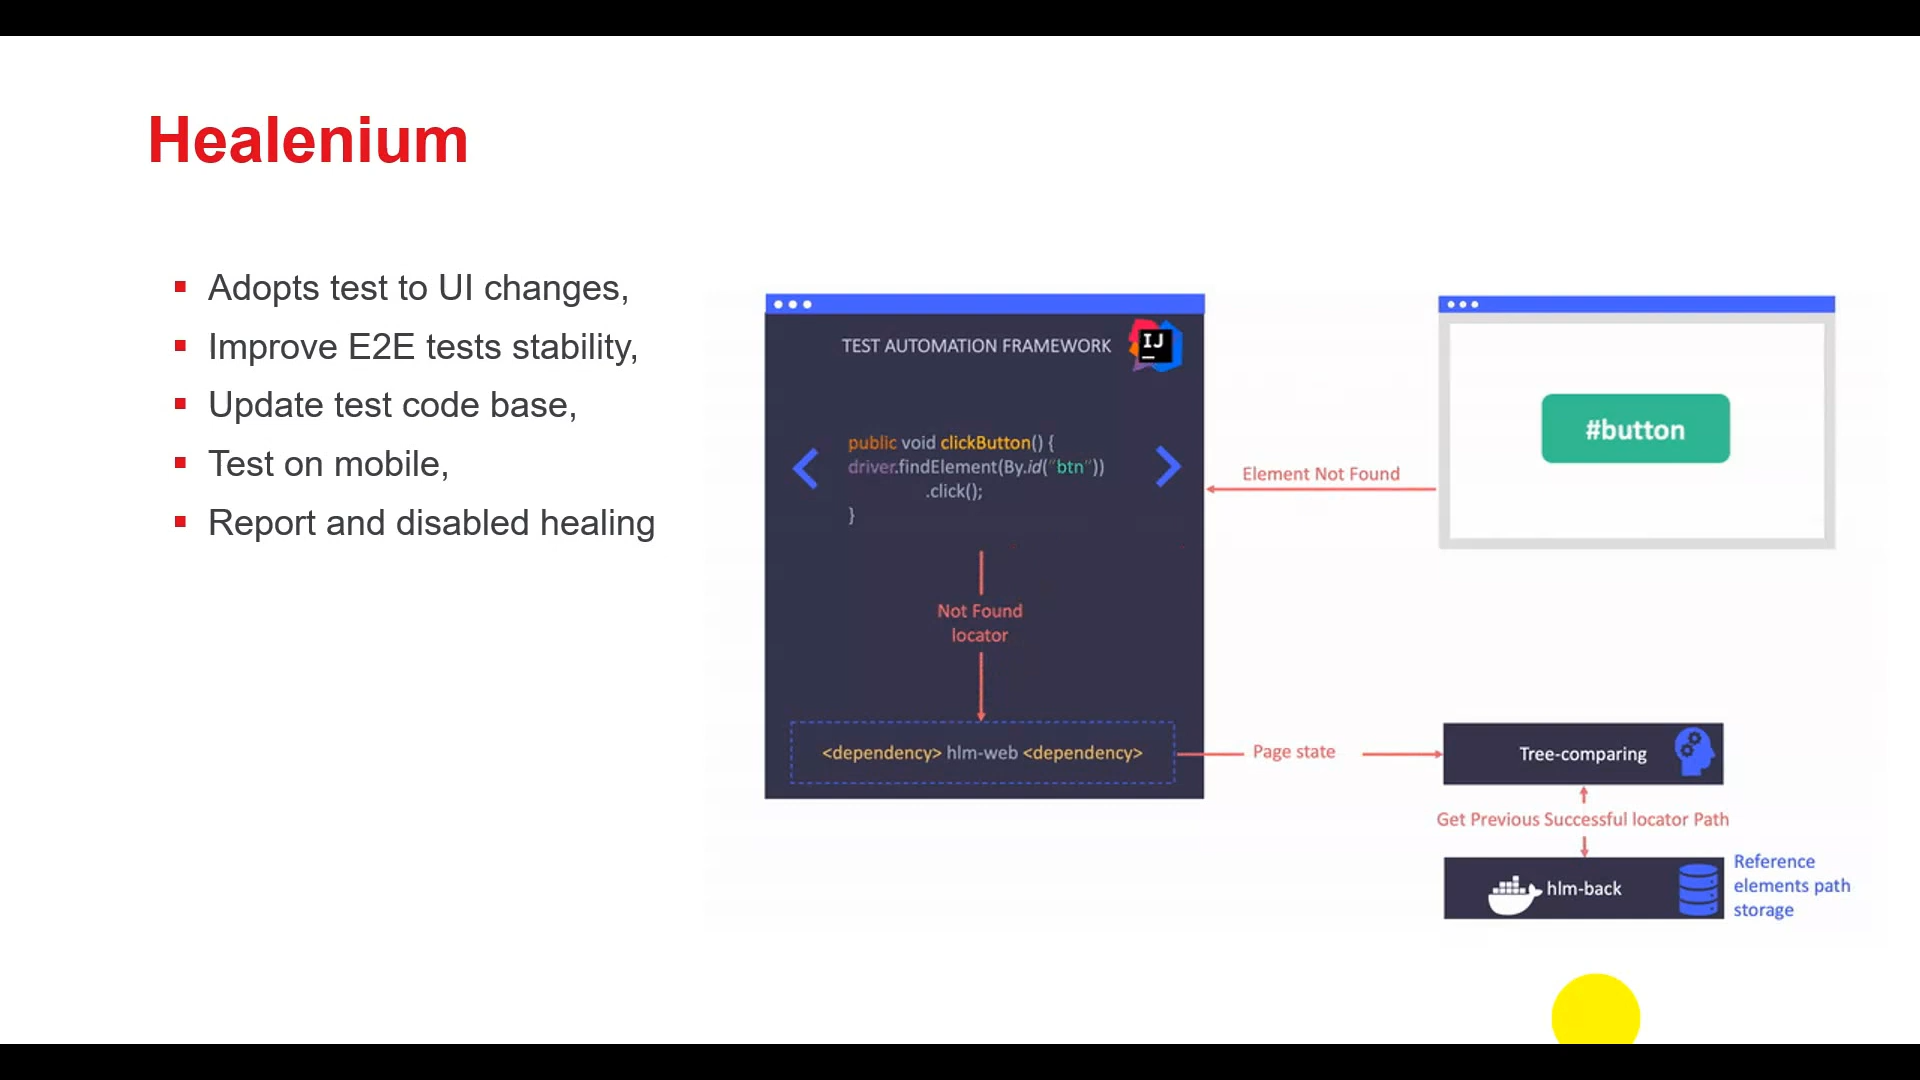 Healenium
Adopts test to UI changes,
Improve E2E tests stability,
Update test code base,
Test on mobile,
Report and disabled healing
TEST AUTOMATION FRAMEWORK
IJ
public void clickButton() {
driver.findElement(By.id("btn"))
.click();
}
Not Found
locator
<dependency> hlm-web <dependency>
Element Not Found
#button
Page state
Tree-comparing
Get Previous Successful locator Path
hlm-back
Reference
elements path
storage